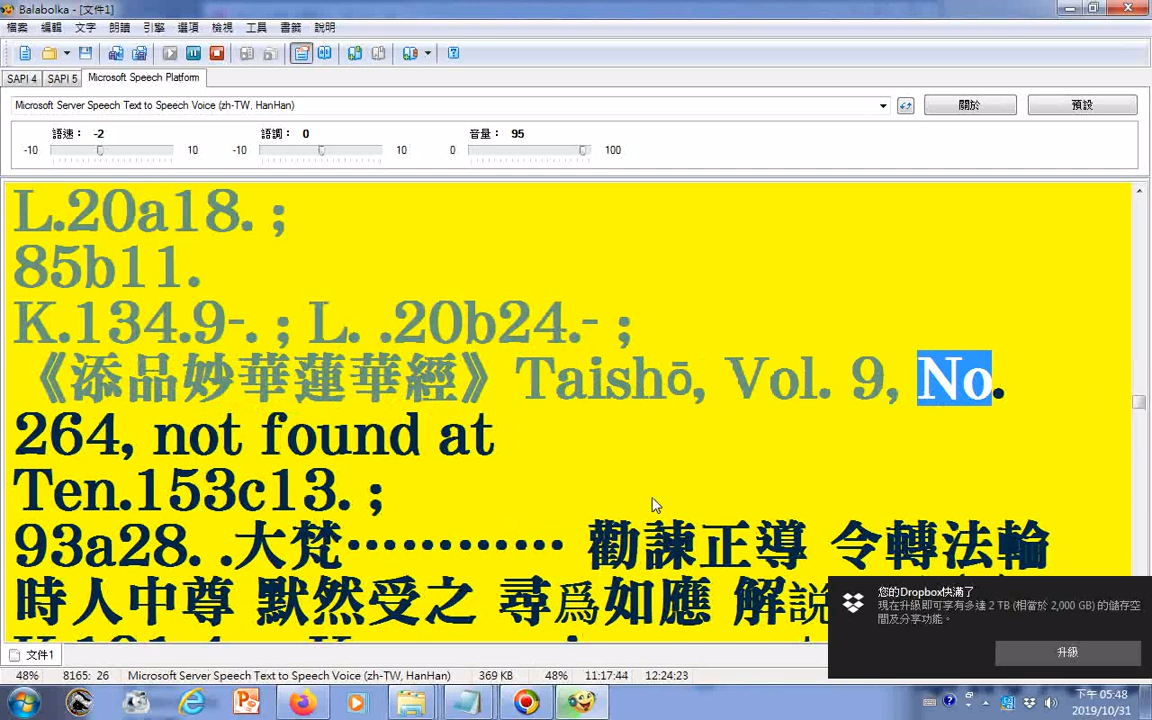 Balabolka - [文件1]
檔案 編輯 文字 朗讀 引擎 選項 檢視 工具 書籤 說明
SAPI 4 SAPI 5 Microsoft Speech Platform
Microsoft Server Speech Text to Speech Voice (zh-TW, HanHan) 關於 預設
語速： -2 語調： 0 音量： 95
-10 10 -10 10 0 100
L.20a18. ;
85b11.
K.134.9-. ; L. .20b24.- ;
《添品妙華蓮華經》Taishō, Vol. 9, No.
264, not found at
Ten.153c13. ;
93a28. .大梵………… 勸諫正導 令轉法輪
時人中尊 默然受之 尋爲如應 解說
您的Dropbox快滿了
現在升級即可享有多達 2 TB (相當於 2,000 GB) 的儲存空
間及分享功能。
升級
文件1
48% 8165: 26 Microsoft Server Speech Text to Speech Voice (zh-TW, HanHan) 369 KB 48% 11:17:44 12:24:23
下午 05:48
2019/10/31